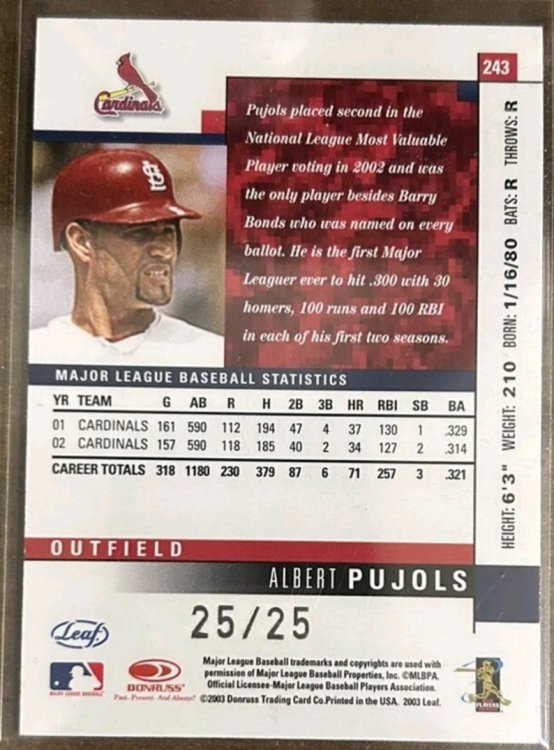 Cardinals
243
Pujols placed second in the
National League Most Valuable
Player voting in 2002 and was
the only player besides Barry
Bonds who was named on every
ballot. He is the first Major
Leaguer ever to hit .300 with 30
homers, 100 runs and 100 RBI
in each of his first two seasons.
HEIGHT: 6'3" WEIGHT: 210 BORN: 1/16/80 BATS: R THROWS: R
MAJOR LEAGUE BASEBALL STATISTICS
YR TEAM G AB R H 2B 3B HR RBI SB BA
01 CARDINALS 161 590 112 194 47 4 37 130 1 .329
02 CARDINALS 157 590 118 185 40 2 34 127 2 .314
CAREER TOTALS 318 1180 230 379 87 6 71 257 3 .321
OUTFIELD
ALBERT PUJOLS
25/25
Leaf
MAJOR LEAGUE BASEBALL
DONRUSS
Past, Present, And Always!
Major League Baseball trademarks and copyrights are used with
permission of Major League Baseball Properties, Inc. ©MLBPA.
Official Licensee-Major League Baseball Players Association.
©2003 Donruss Trading Card Co.Printed in the USA. 2003 Leaf.
PLAYERS